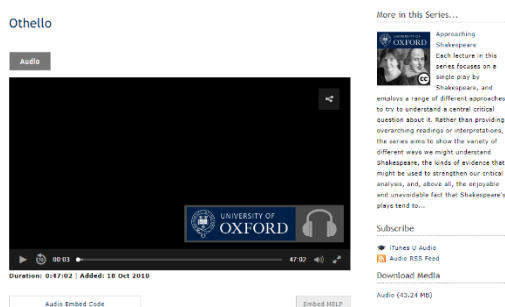 Othello
Audio
UNIVERSITY OF
OXFORD
00:03
47:02
Duration: 0:47:02 | Added: 18 Oct 2010
Audio Embed Code
Embed HELP
More in this Series...
UNIVERSITY OF
OXFORD
cc
Approaching
Shakespeare
Each lecture in this
series focuses on a
single play by
Shakespeare, and
employs a range of different approaches
to try to understand a central critical
question about it. Rather than providing
overarching readings or interpretations,
the series aims to show the variety of
different ways we might understand
Shakespeare, the kinds of evidence that
might be used to strengthen our critical
analysis, and, above all, the enjoyable
and unavoidable fact that Shakespeare's
plays tend to...
Subscribe
iTunes U Audio
Audio RSS Feed
Download Media
Audio (43.24 MB)